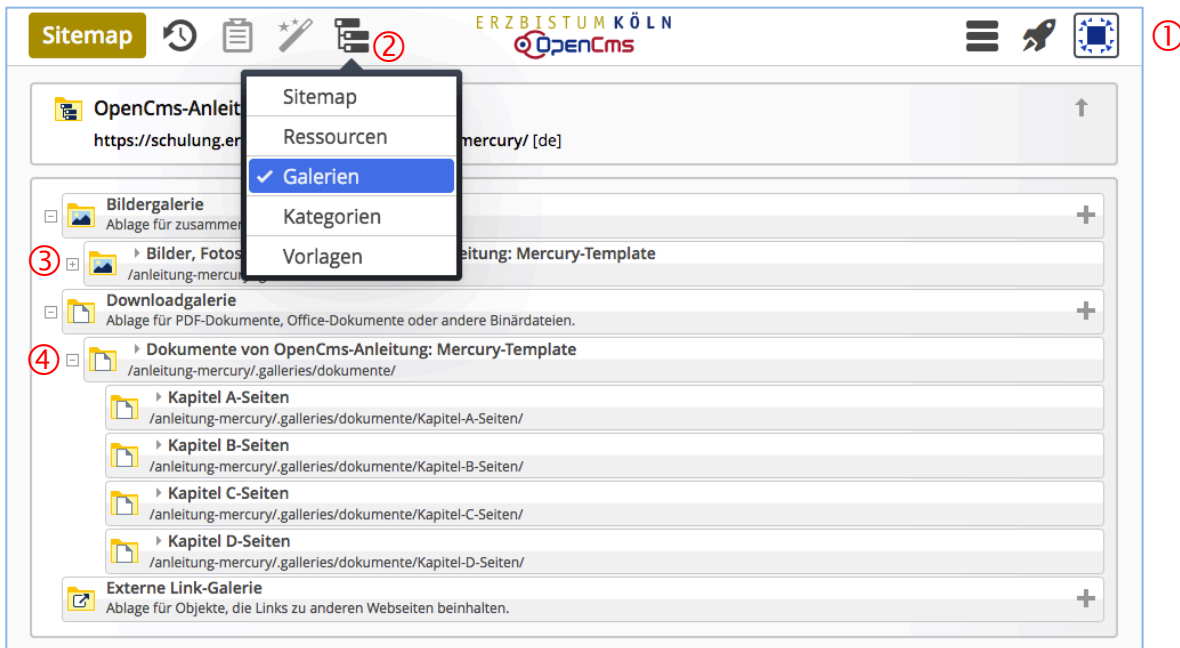 Sitemap
②
ERZBISTUM KÖLN
OpenCms
①
OpenCms-Anleit
https://schulung.er
mercury/ [de]
Sitemap
Ressourcen
Galerien
Kategorien
Vorlagen
Bildergalerie
Ablage für zusammen
③
Bilder, Fotos
eitung: Mercury-Template
/anleitung-mercury
Downloadgalerie
Ablage für PDF-Dokumente, Office-Dokumente oder andere Binärdateien.
④
Dokumente von OpenCms-Anleitung: Mercury-Template
/anleitung-mercury/.galleries/dokumente/
Kapitel A-Seiten
/anleitung-mercury/.galleries/dokumente/Kapitel-A-Seiten/
Kapitel B-Seiten
/anleitung-mercury/.galleries/dokumente/Kapitel-B-Seiten/
Kapitel C-Seiten
/anleitung-mercury/.galleries/dokumente/Kapitel-C-Seiten/
Kapitel D-Seiten
/anleitung-mercury/.galleries/dokumente/Kapitel-D-Seiten/
Externe Link-Galerie
Ablage für Objekte, die Links zu anderen Webseiten beinhalten.